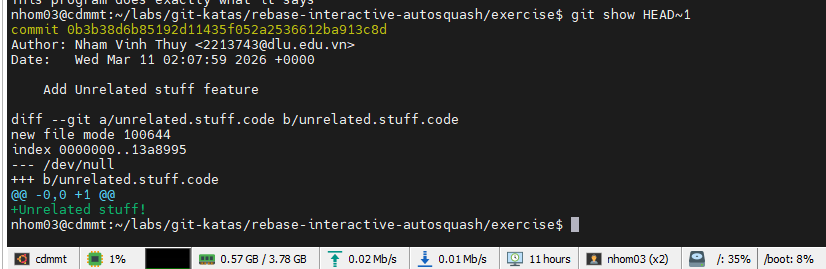 This program does exactly what it says
nhom03@cdmmt:~/labs/git-katas/rebase-interactive-autosquash/exercise$ git show HEAD~1
commit 0b3b38d6b85192d11435f052a2536612ba913c8d
Author: Nham Vinh Thuy <2213743@dlu.edu.vn>
Date:   Wed Mar 11 02:07:59 2026 +0000
    Add Unrelated stuff feature
diff --git a/unrelated.stuff.code b/unrelated.stuff.code
new file mode 100644
index 0000000..13a8995
--- /dev/null
+++ b/unrelated.stuff.code
@@ -0,0 +1 @@
+Unrelated stuff!
nhom03@cdmmt:~/labs/git-katas/rebase-interactive-autosquash/exercise$
cdmmt 1% 0.57 GB / 3.78 GB 0.02 Mb/s 0.01 Mb/s 11 hours nhom03 (x2) /: 35% /boot: 8%